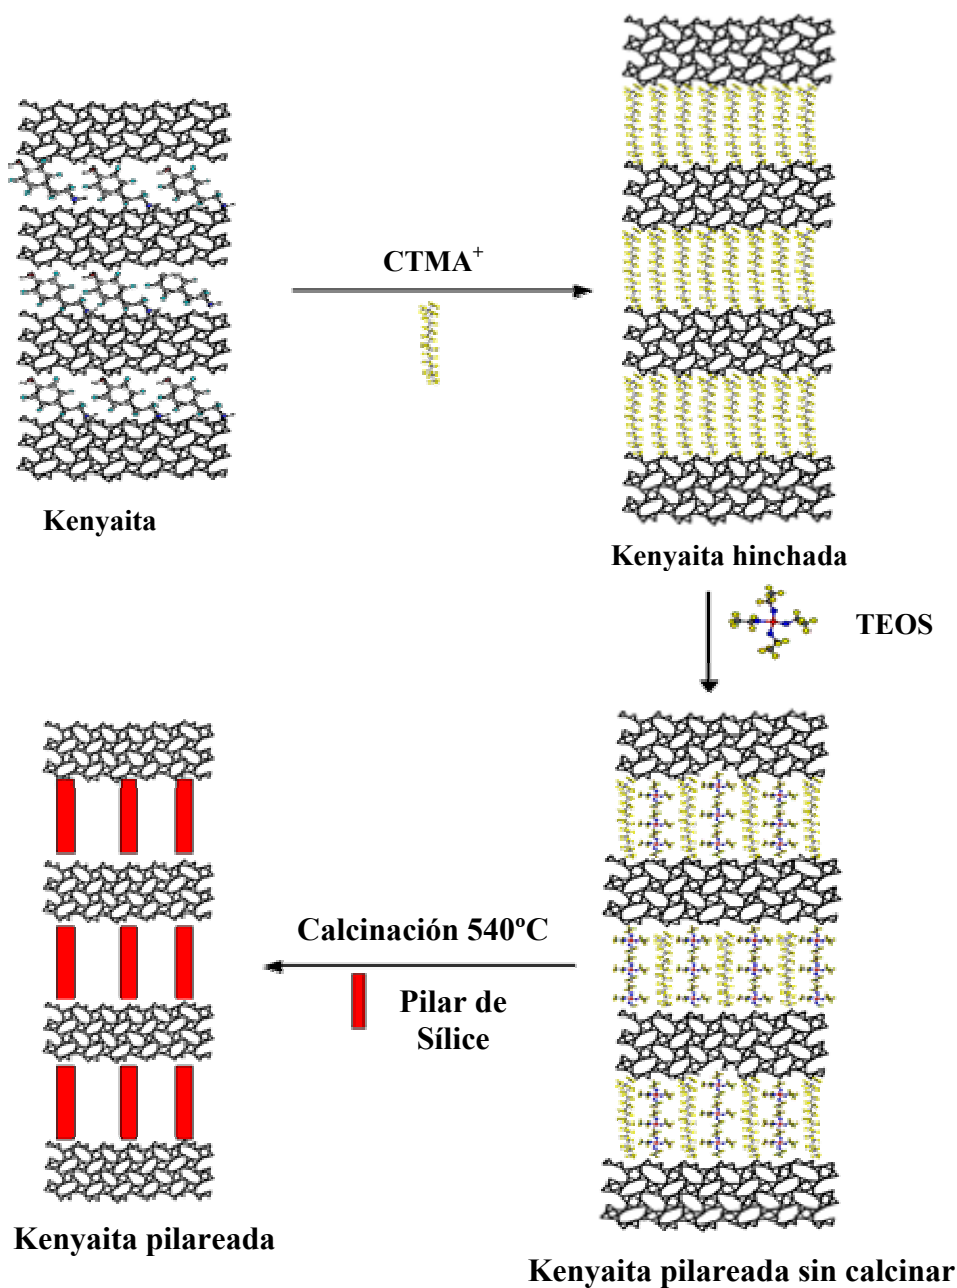 CTMA⁺
Kenyaita
Kenyaita hinchada
TEOS
Calcinación 540ºC
Pilar de
Sílice
Kenyaita pilareada
Kenyaita pilareada sin calcinar